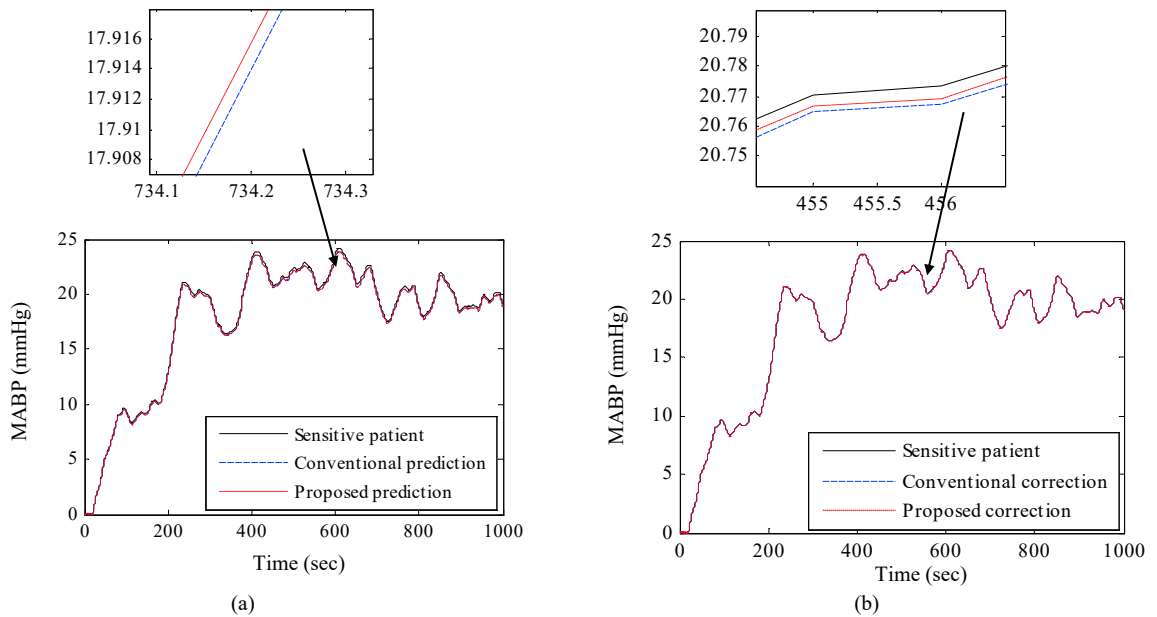 17.916
17.914
17.912
17.91
17.908
734.1 734.2 734.3
25
20
15
10
5
0
MABP (mmHg)
Sensitive patient
Conventional prediction
Proposed prediction
0 200 400 600 800 1000
Time (sec)
(a)
20.79
20.78
20.77
20.76
20.75
455 455.5 456
25
20
15
10
5
0
MABP (mmHg)
Sensitive patient
Conventional correction
Proposed correction
0 200 400 600 800 1000
Time (sec)
(b)